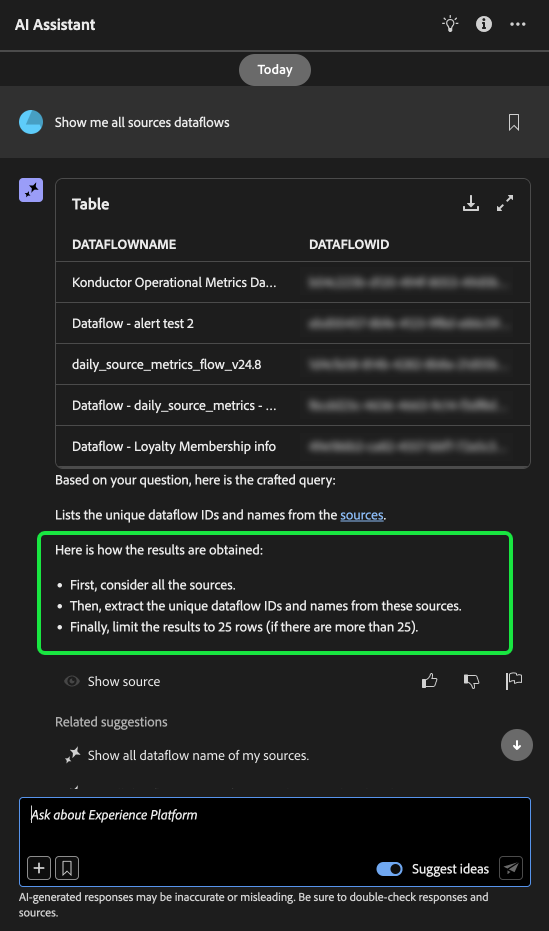 AI Assistant
Today
Show me all sources dataflows
Table
DATAFLOWNAME DATAFLOWID
Konductor Operational Metrics Da...
Dataflow - alert test 2
daily_source_metrics_flow_v24.8
Dataflow - daily_source_metrics - ...
Dataflow - Loyalty Membership info
Based on your question, here is the crafted query:
Lists the unique dataflow IDs and names from the sources.
Here is how the results are obtained:
• First, consider all the sources.
• Then, extract the unique dataflow IDs and names from these sources.
• Finally, limit the results to 25 rows (if there are more than 25).
Show source
Related suggestions
Show all dataflow name of my sources.
Ask about Experience Platform
Suggest ideas
AI-generated responses may be inaccurate or misleading. Be sure to double-check responses and
sources.